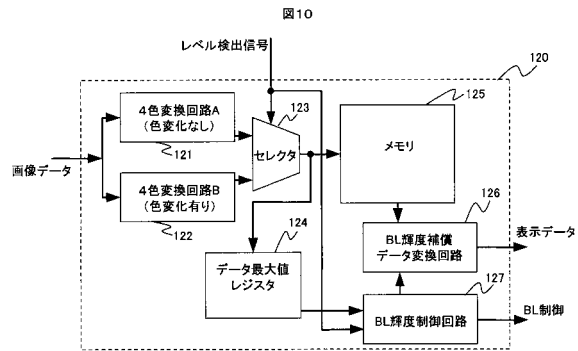 図10
レベル検出信号
120
4色変換回路A
(色変化なし)
121
123
セレクタ
125
メモリ
画像データ
4色変換回路B
(色変化有り)
122
124
データ最大値
レジスタ
126
BL輝度補償
データ変換回路
表示データ
127
BL輝度制御回路
BL制御